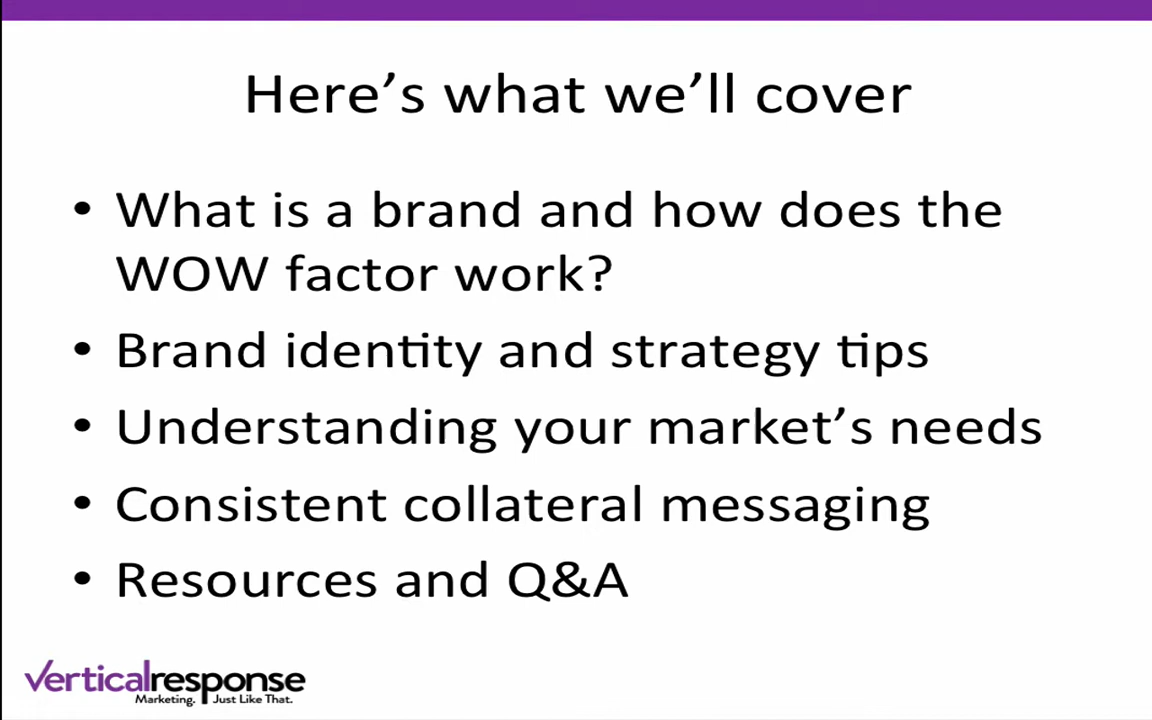 Here’s what we’ll cover
• What is a brand and how does the
WOW factor work?
• Brand identity and strategy tips
• Understanding your market’s needs
• Consistent collateral messaging
• Resources and Q&A
verticalresponse
Marketing. Just Like That.